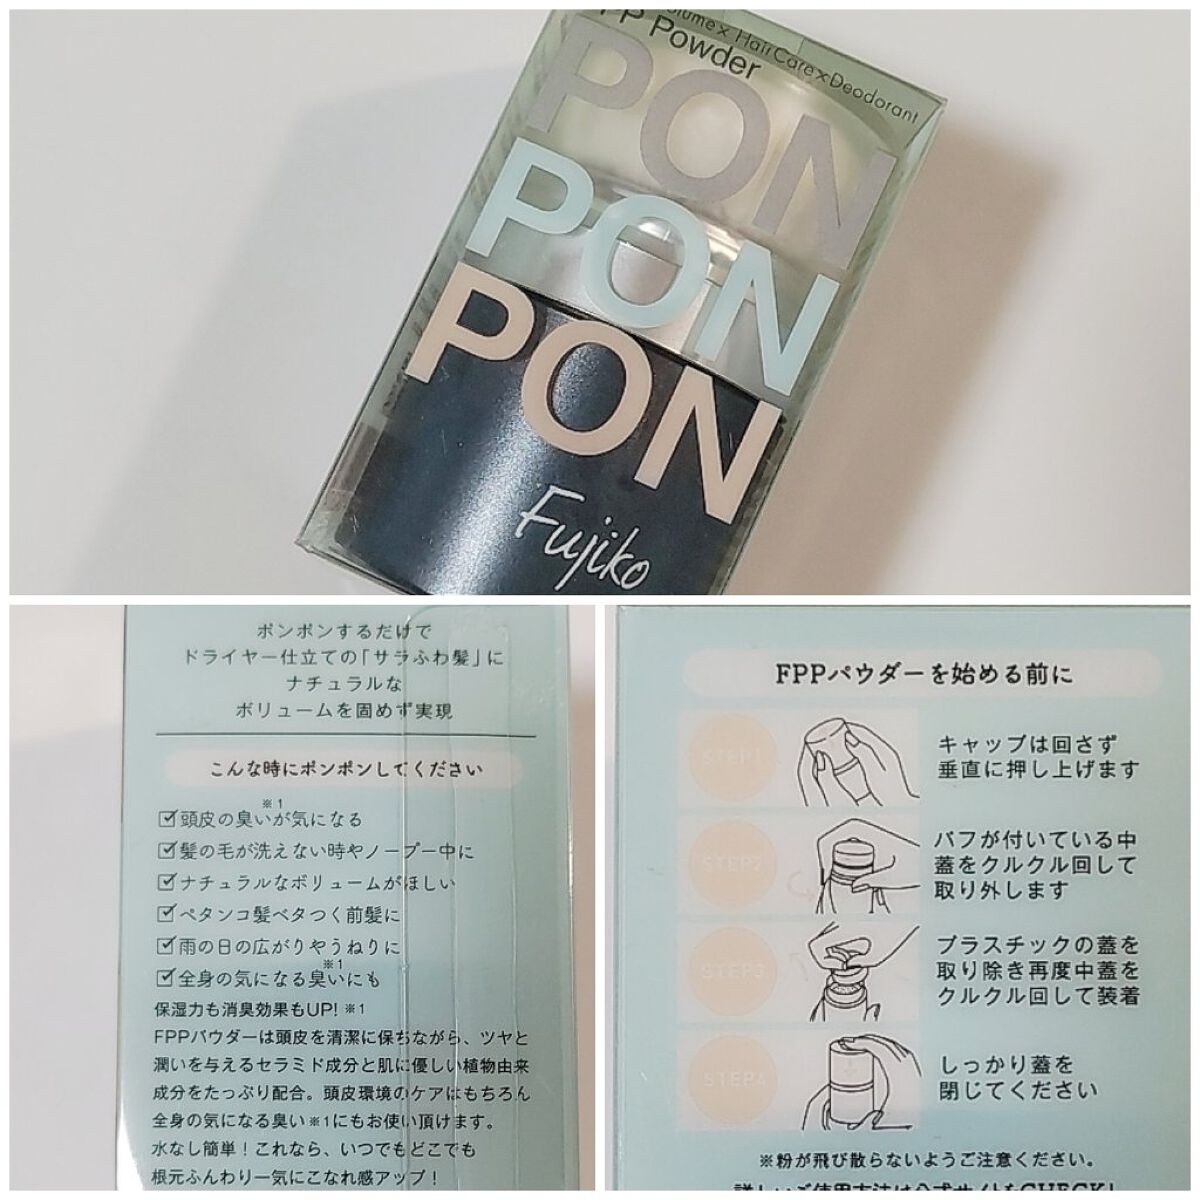 Volume×HairCare×Deodorant
Powder
PON
PON
PON
Fujiko
ポンポンするだけで
ドライヤー仕立ての「サラふわ髪」に
ナチュラルな
ボリュームを固めず実現
こんな時にポンポンしてください
頭皮の臭い※1が気になる
髪の毛が洗えない時やノープー中に
ナチュラルなボリュームがほしい
ペタンコ髪ベタつく前髪に
雨の日の広がりやうねりに
全身の気になる臭い※1にも
保湿力も消臭効果もUP!※1
FPPパウダーは頭皮を清潔に保ちながら、ツヤと
潤いを与えるセラミド成分と肌に優しい植物由来
成分をたっぷり配合。頭皮環境のケアはもちろん
全身の気になる臭い※1にもお使い頂けます。
水なし簡単！これなら、いつでもどこでも
根元ふんわり一気にこなれ感アップ！
FPPパウダーを始める前に
STEP1
キャップは回さず
垂直に押し上げます
STEP2
パフが付いている中
蓋をクルクル回して
取り外します
STEP3
プラスチックの蓋を
取り除き再度中蓋を
クルクル回して装着
STEP4
しっかり蓋を
閉じてください
※粉が飛び散らないようご注意ください。
詳しいご使用方法は公式サイトをCHECK!